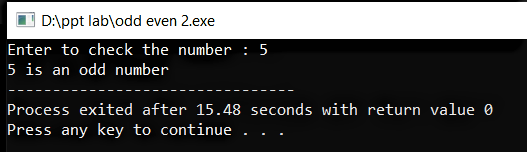 D:\ppt lab\odd even 2.exe
Enter to check the number : 5
5 is an odd number
--------------------------------
Process exited after 15.48 seconds with return value 0
Press any key to continue . . .